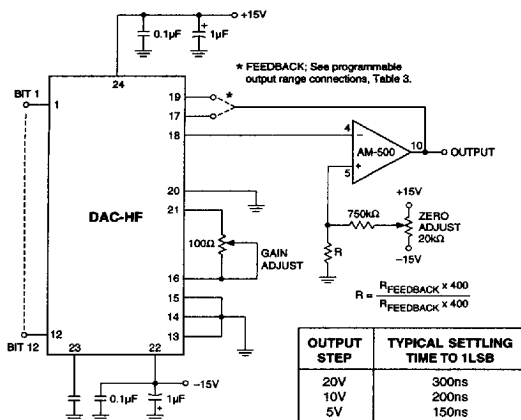 +15V
0.1µF
1µF
+
24
* FEEDBACK; See programmable
output range connections, Table 3.
BIT 1
1
19
*
17
18
4
−
AM-500
10
OUTPUT
5
+
+15V
20
DAC-HF
21
750kΩ
ZERO
ADJUST
20kΩ
100Ω
GAIN
ADJUST
R
−15V
16
R = RFEEDBACK x 400
RFEEDBACK x 400
15
14
12
13
BIT 12
23
22
−15V
0.1µF
1µF
+
OUTPUT STEP TYPICAL SETTLING TIME TO 1LSB
20V 300ns
10V 200ns
5V 150ns